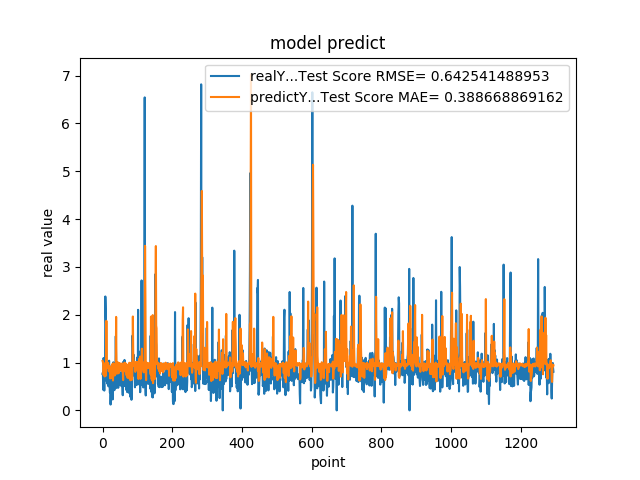 model predict
realY...Test Score RMSE= 0.642541488953
predictY...Test Score MAE= 0.388668869162
7
6
5
4
3
2
1
0
real value
0 200 400 600 800 1000 1200
point